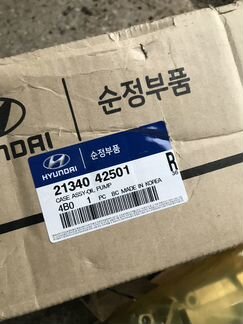 순정부품
HYUNDAI
HYUNDAI
순정부품
21340 42501
CASE ASSY-OIL PUMP
4B0 1 PC BC MADE IN KOREA
R